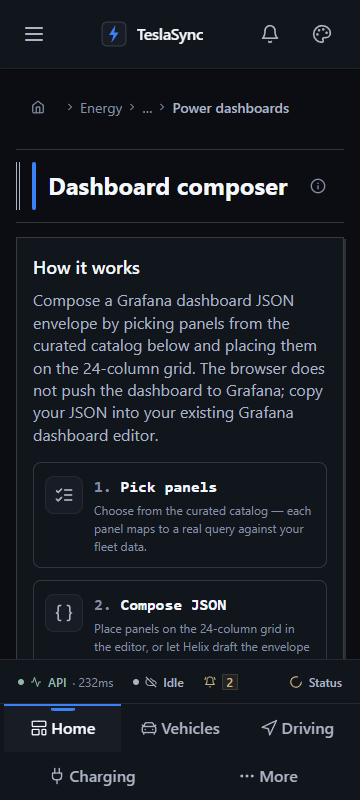 TeslaSync
Energy ... Power dashboards
Dashboard composer
How it works
Compose a Grafana dashboard JSON
envelope by picking panels from the
curated catalog below and placing them
on the 24-column grid. The browser does
not push the dashboard to Grafana; copy
your JSON into your existing Grafana
dashboard editor.
1. Pick panels
Choose from the curated catalog — each
panel maps to a real query against your
fleet data.
2. Compose JSON
Place panels on the 24-column grid in
the editor, or let Helix draft the envelope
API · 232ms Idle 2 Status
Home Vehicles Driving
Charging More